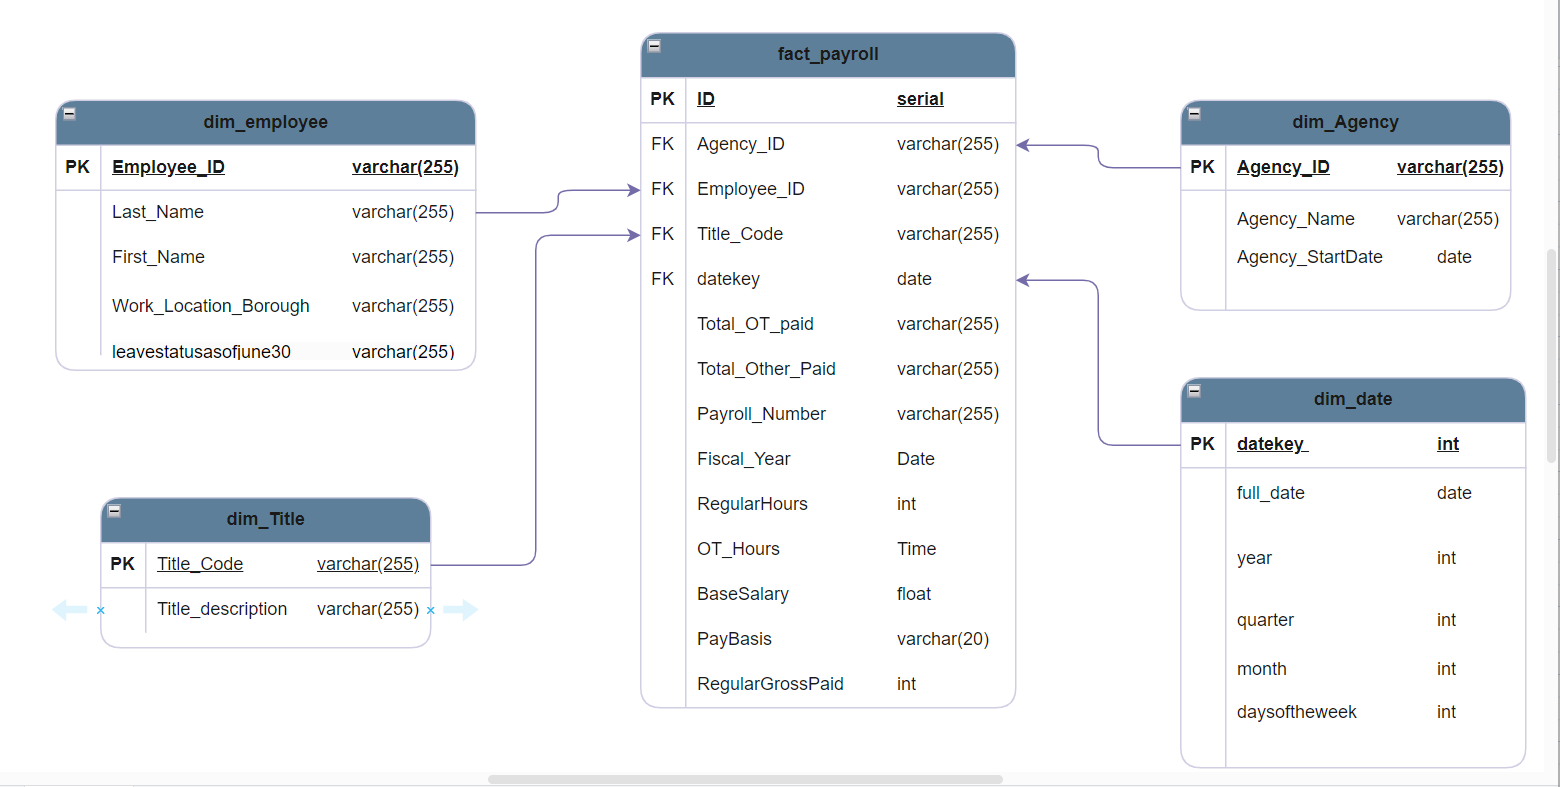 dim_employee
PK Employee_ID varchar(255)
Last_Name varchar(255)
First_Name varchar(255)
Work_Location_Borough varchar(255)
leavestatusasofjune30 varchar(255)
dim_Title
PK Title_Code varchar(255)
Title_description varchar(255)
fact_payroll
PK ID serial
FK Agency_ID varchar(255)
FK Employee_ID varchar(255)
FK Title_Code varchar(255)
FK datekey date
Total_OT_paid varchar(255)
Total_Other_Paid varchar(255)
Payroll_Number varchar(255)
Fiscal_Year Date
RegularHours int
OT_Hours Time
BaseSalary float
PayBasis varchar(20)
RegularGrossPaid int
dim_Agency
PK Agency_ID varchar(255)
Agency_Name varchar(255)
Agency_StartDate date
dim_date
PK datekey int
full_date date
year int
quarter int
month int
daysoftheweek int